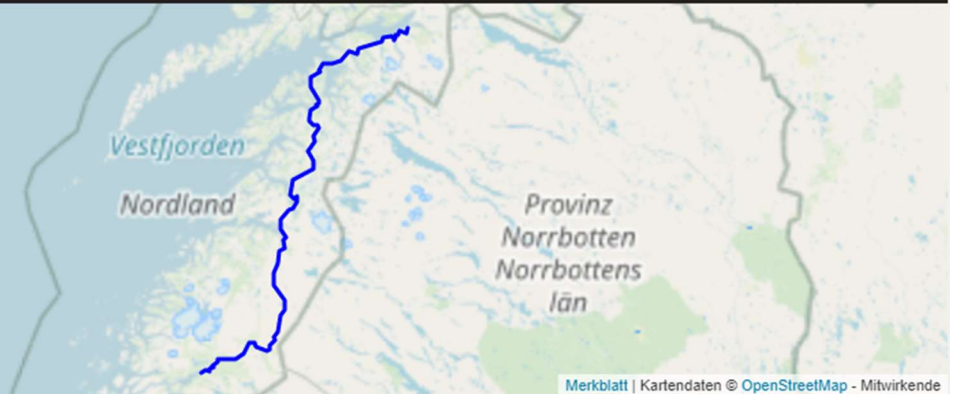 Vestfjorden
Nordland
Provinz
Norrbotten
Norrbottens
län
Merkblatt | Kartendaten © OpenStreetMap - Mitwirkende